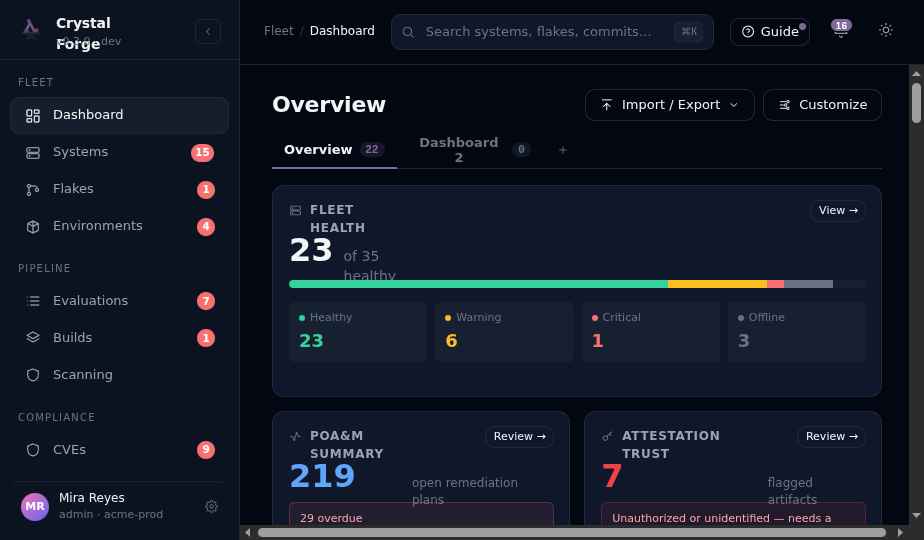 Crystal
Forge
FLEET
Dashboard
Systems 15
Flakes 1
Environments 4
PIPELINE
Evaluations 7
Builds 1
Scanning
COMPLIANCE
CVEs 9
MR
Mira Reyes
admin · acme-prod
Fleet / Dashboard
Search systems, flakes, commits...
⌘K
Guide
16
Overview
Import / Export
Customize
Overview 22
Dashboard
2
0
+
FLEET
HEALTH
View →
23 of 35
healthy
Healthy
23
Warning
6
Critical
1
Offline
3
POA&M
SUMMARY
Review →
219 open remediation
plans
29 overdue
ATTESTATION
TRUST
Review →
7 flagged
artifacts
Unauthorized or unidentified — needs a